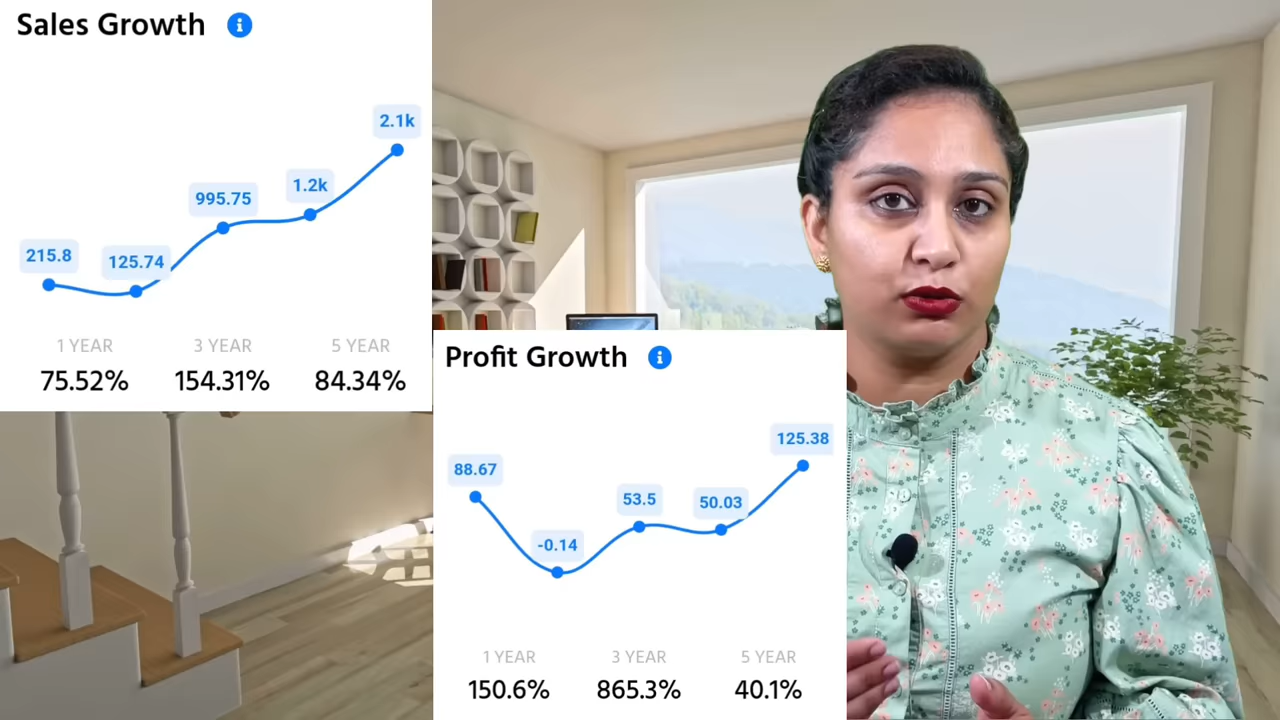 Sales Growth
2.1k
1.2k
995.75
215.8
125.74
1 YEAR 3 YEAR 5 YEAR
75.52% 154.31% 84.34%
Profit Growth
125.38
88.67
53.5
50.03
-0.14
1 YEAR 3 YEAR 5 YEAR
150.6% 865.3% 40.1%